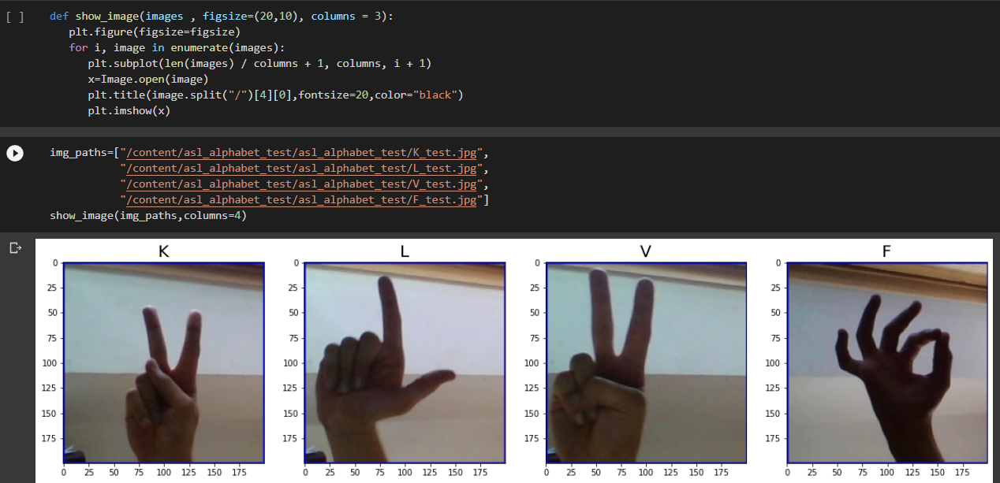 [ ] def show_image(images , figsize=(20,10), columns = 3):
plt.figure(figsize=figsize)
for i, image in enumerate(images):
plt.subplot(len(images) / columns + 1, columns, i + 1)
x=Image.open(image)
plt.title(image.split("/")[4][0],fontsize=20,color="black")
plt.imshow(x)
img_paths=["/content/asl_alphabet_test/asl_alphabet_test/K_test.jpg",
"/content/asl_alphabet_test/asl_alphabet_test/L_test.jpg",
"/content/asl_alphabet_test/asl_alphabet_test/V_test.jpg",
"/content/asl_alphabet_test/asl_alphabet_test/F_test.jpg"]
show_image(img_paths,columns=4)
K L V F
0 0 0 0
25 25 25 25
50 50 50 50
75 75 75 75
100 100 100 100
125 125 125 125
150 150 150 150
175 175 175 175
0 25 50 75 100 125 150 175 0 25 50 75 100 125 150 175 0 25 50 75 100 125 150 175 0 25 50 75 100 125 150 175